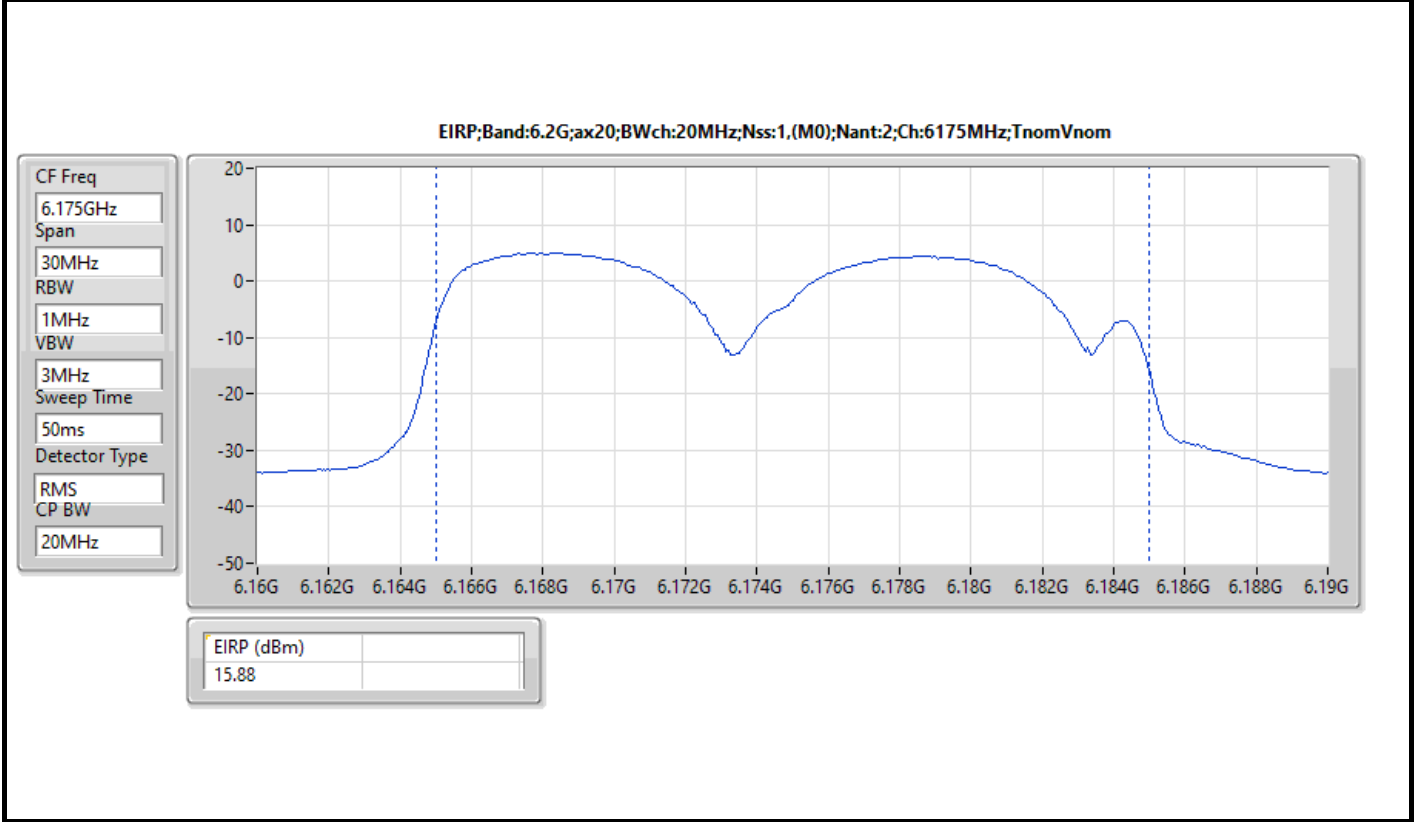 EIRP;Band:6.2G;ax20;BWch:20MHz;Nss:1,(M0);Nant:2;Ch:6175MHz;TnomVnom
CF Freq
6.175GHz
Span
30MHz
RBW
1MHz
VBW
3MHz
Sweep Time
50ms
Detector Type
RMS
CP BW
20MHz
20
10
0
-10
-20
-30
-40
-50
6.16G 6.162G 6.164G 6.166G 6.168G 6.17G 6.172G 6.174G 6.176G 6.178G 6.18G 6.182G 6.184G 6.186G 6.188G 6.19G
EIRP (dBm)
15.88